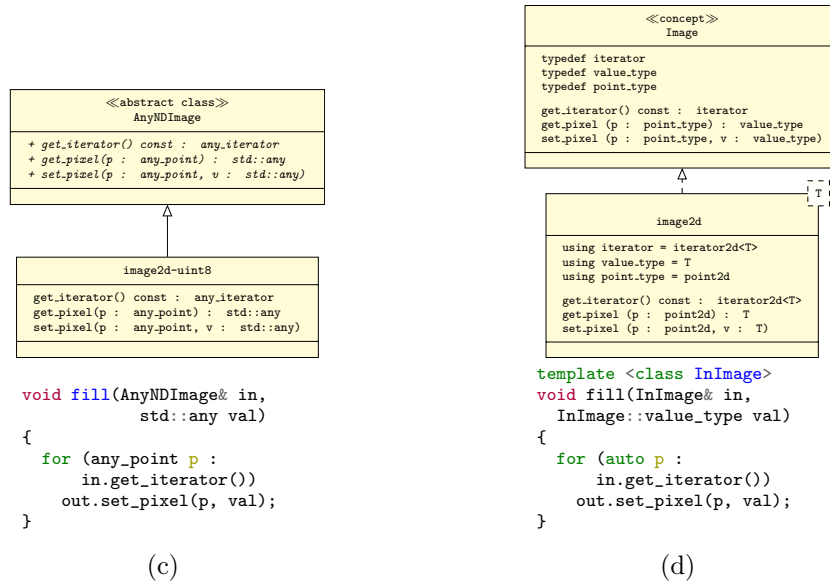 ≪abstract class≫
AnyNDImage
+ get_iterator() const : any_iterator
+ get_pixel(p : any_point) : std::any
+ set_pixel(p : any_point, v : std::any)
image2d-uint8
get_iterator() const : any_iterator
get_pixel(p : any_point) : std::any
set_pixel(p : any_point, v : std::any)
void fill(AnyNDImage& in,
std::any val)
{
for (any_point p :
in.get_iterator())
out.set_pixel(p, val);
}
(c)
≪concept≫
Image
typedef iterator
typedef value_type
typedef point_type
get_iterator() const : iterator
get_pixel (p : point_type) : value_type
set_pixel (p : point_type, v : value_type)
T
image2d
using iterator = iterator2d<T>
using value_type = T
using point_type = point2d
get_iterator() const : iterator2d<T>
get_pixel (p : point2d) : T
set_pixel (p : point2d, v : T)
template <class InImage>
void fill(InImage& in,
InImage::value_type val)
{
for (auto p :
in.get_iterator())
out.set_pixel(p, val);
}
(d)